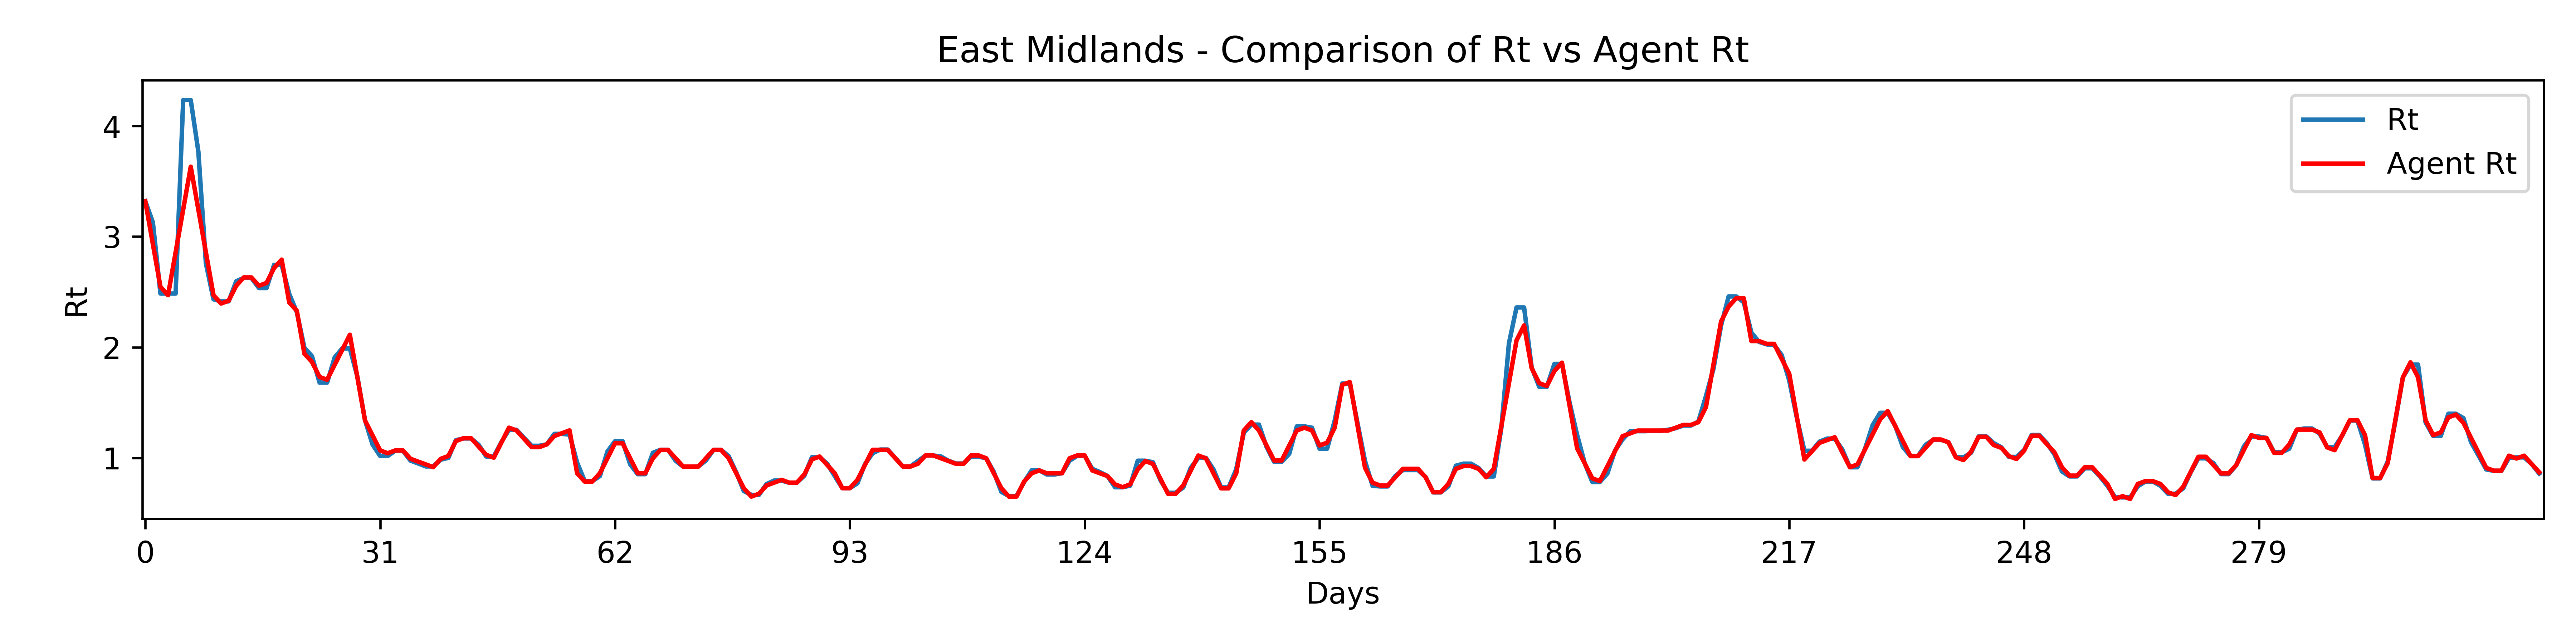 East Midlands - Comparison of Rt vs Agent Rt
Rt
Agent Rt
4
3
2
1
Rt
0 31 62 93 124 155 186 217 248 279
Days